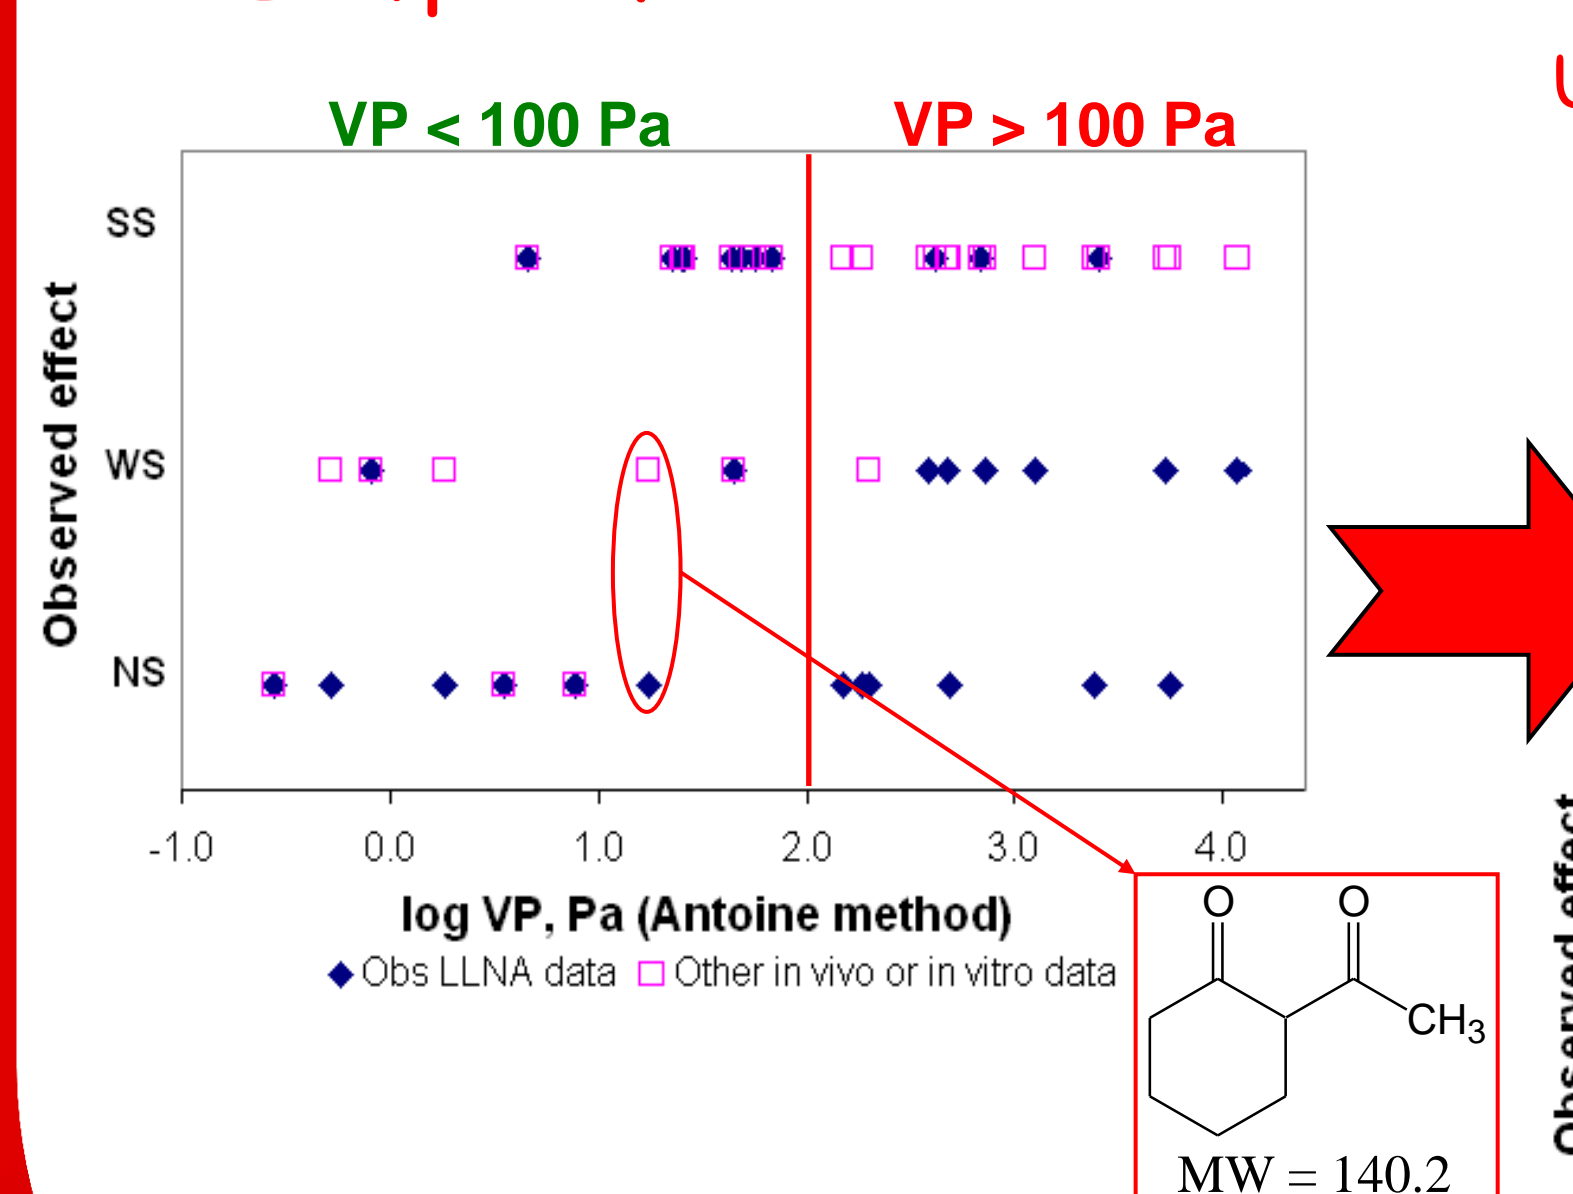 VP < 100 Pa
VP > 100 Pa
SS
WS
NS
Observed effect
-1.0 0.0 1.0 2.0 3.0 4.0
log VP, Pa (Antoine method)
Obs LLNA data
Other in vivo or in vitro data
O O
CH3
MW = 140.2
Observed effect